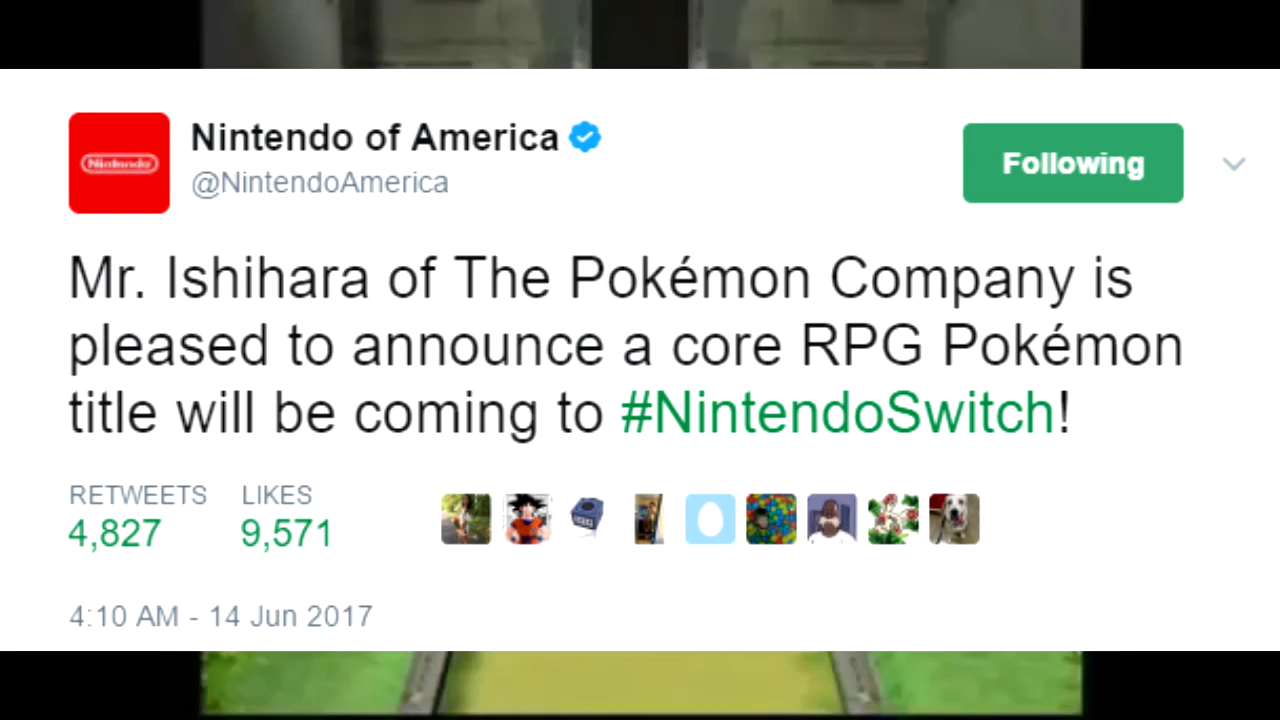 Nintendo
Nintendo of America
@NintendoAmerica
Following
Mr. Ishihara of The Pokémon Company is
pleased to announce a core RPG Pokémon
title will be coming to #NintendoSwitch!
RETWEETS LIKES
4,827 9,571
4:10 AM - 14 Jun 2017